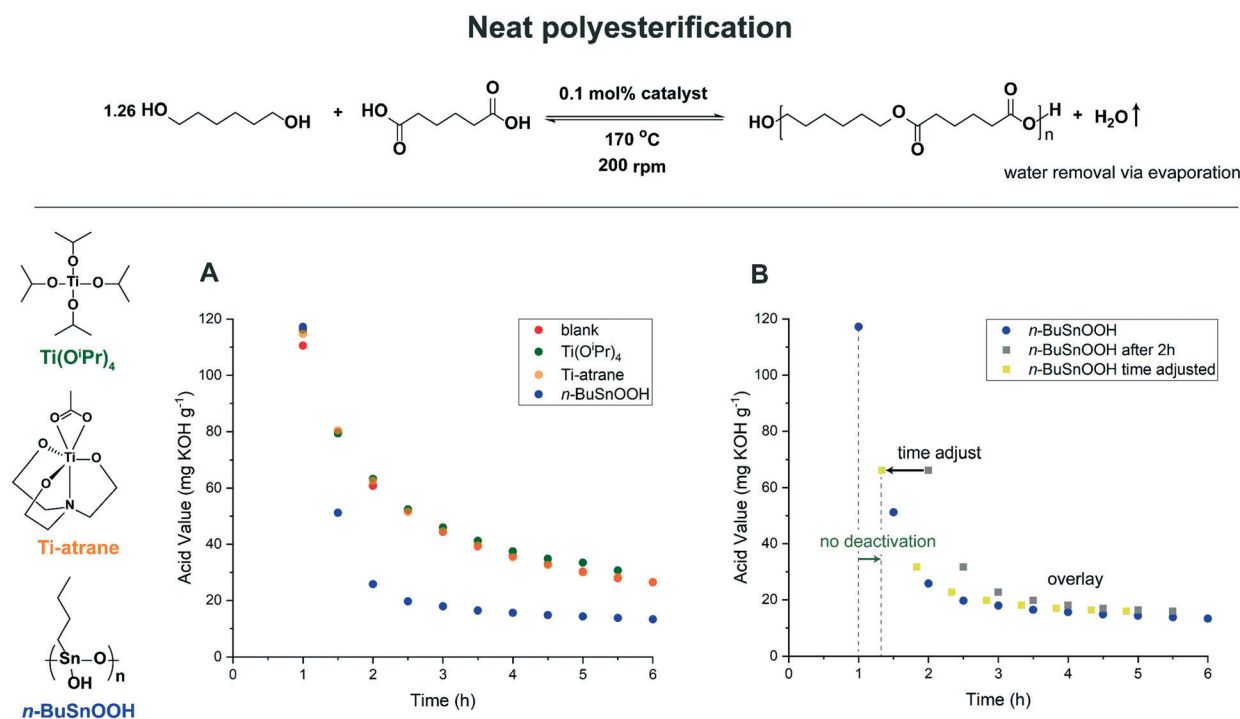 Neat polyesterification
1.26 HO
OH
+
HO
O
O
OH
0.1 mol% catalyst
170 °C
200 rpm
HO
O
O
O
O
H
n
+ H₂O
water removal via evaporation
O
O
Ti
O
O
Ti(OⁱPr)₄
O
O
O
Ti
O
O
N
Ti-atrane
Sn
O
OH
n
n-BuSnOOH
A
Acid Value (mg KOH g⁻¹)
120
100
80
60
40
20
0
0 1 2 3 4 5 6
Time (h)
blank
Ti(OⁱPr)₄
Ti-atrane
n-BuSnOOH
B
Acid Value (mg KOH g⁻¹)
120
100
80
60
40
20
0
0 1 2 3 4 5 6
Time (h)
n-BuSnOOH
n-BuSnOOH after 2h
n-BuSnOOH time adjusted
time adjust
no deactivation
overlay